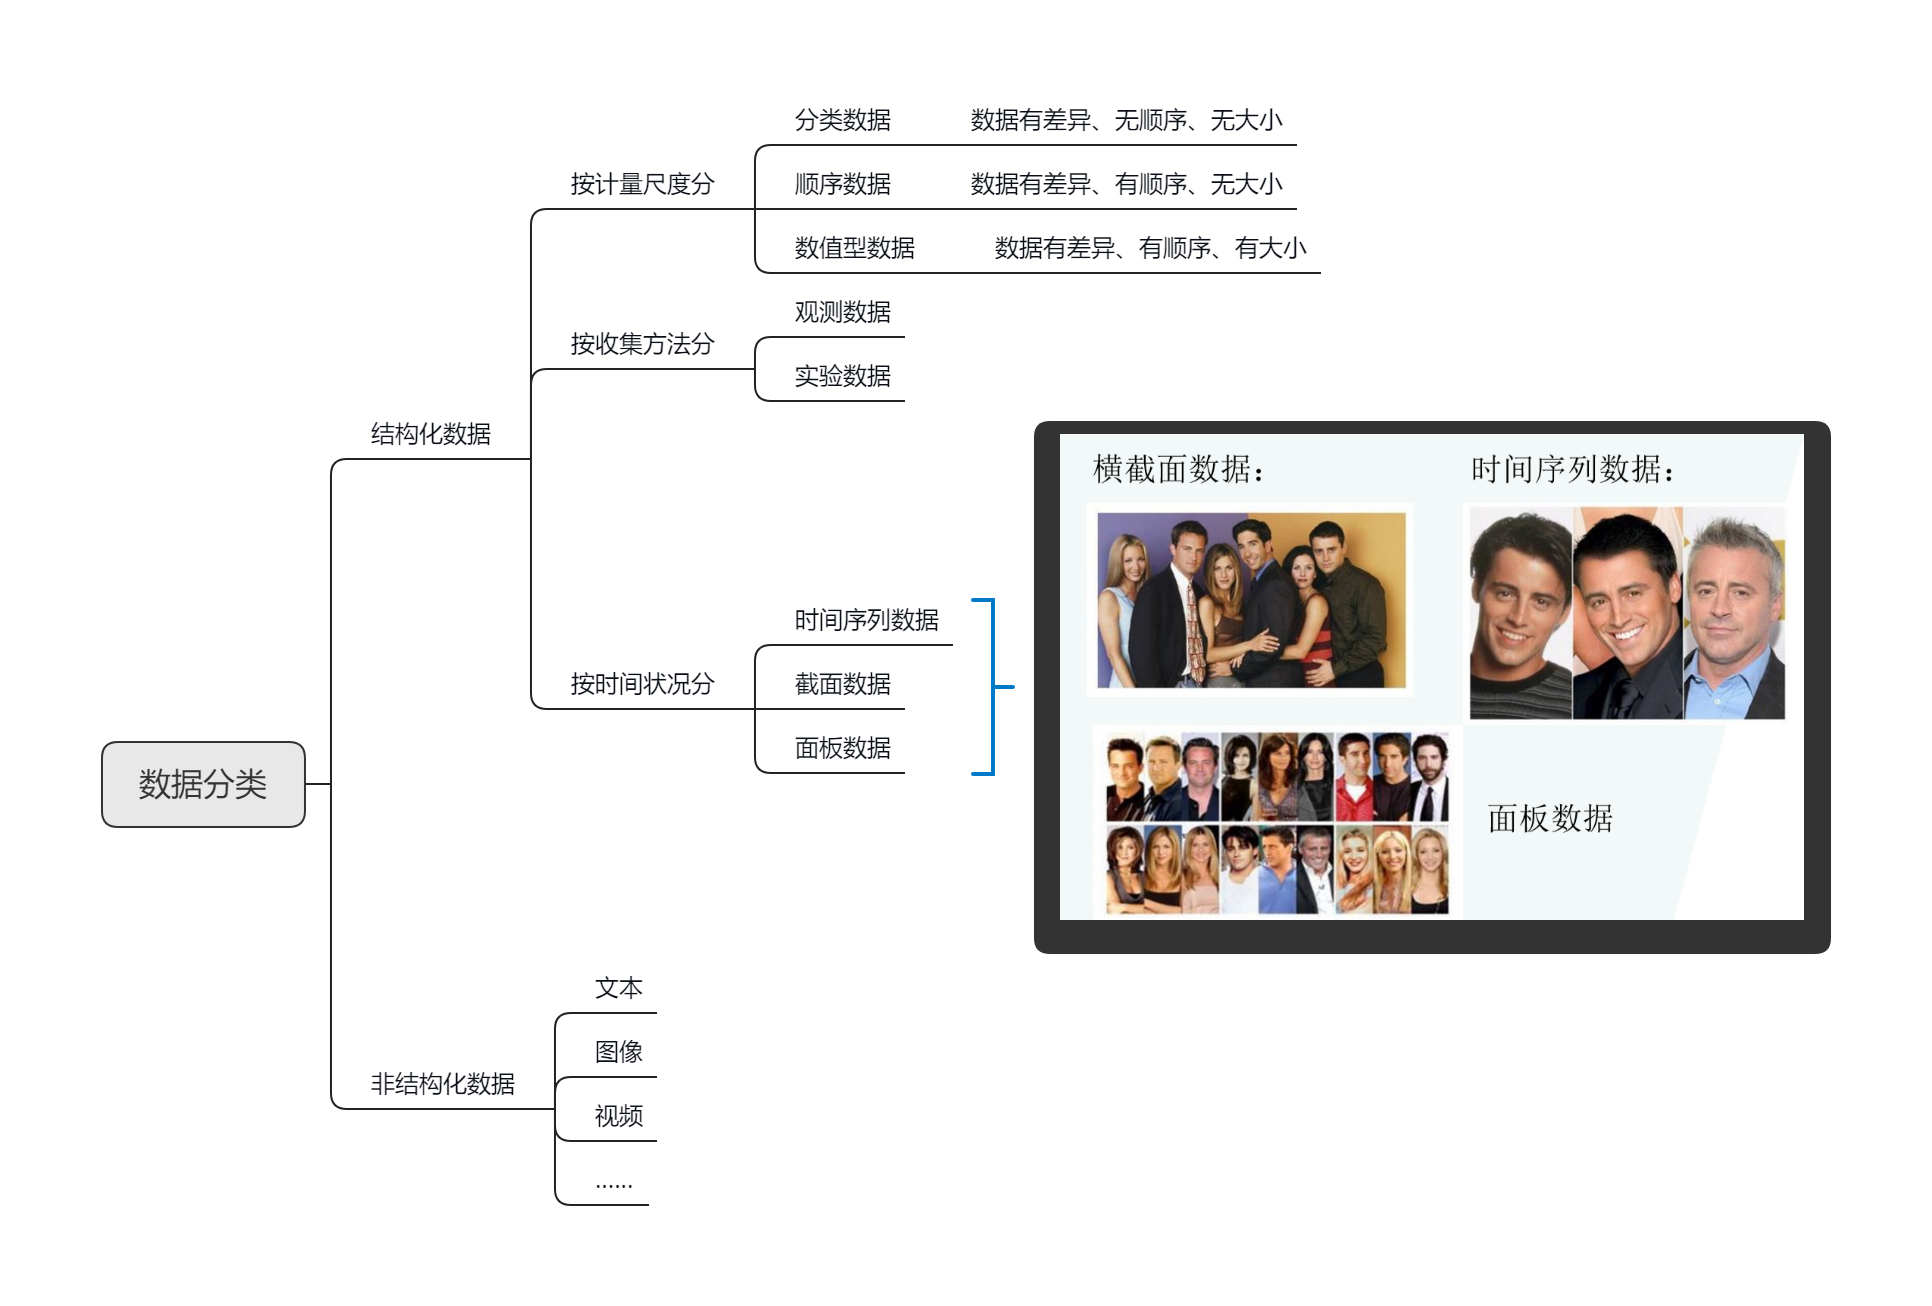 数据分类
结构化数据
按计量尺度分
分类数据 数据有差异、无顺序、无大小
顺序数据 数据有差异、有顺序、无大小
数值型数据 数据有差异、有顺序、有大小
按收集方法分
观测数据
实验数据
按时间状况分
时间序列数据
截面数据
面板数据
横截面数据：
时间序列数据：
面板数据
非结构化数据
文本
图像
视频
……